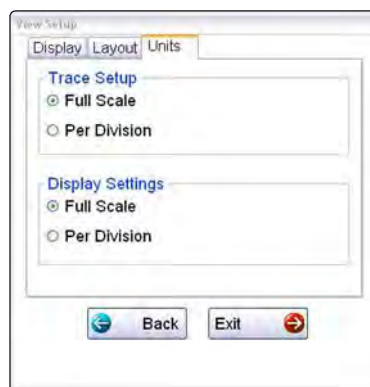 View Setup
Display Layout Units
Trace Setup
Full Scale
Per Division
Display Settings
Full Scale
Per Division
Back Exit